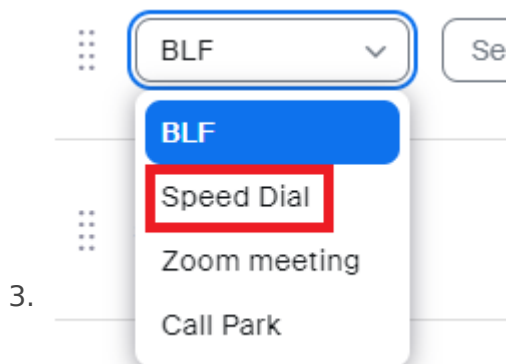 BLF
Se
BLF
Speed Dial
Zoom meeting
3.
Call Park